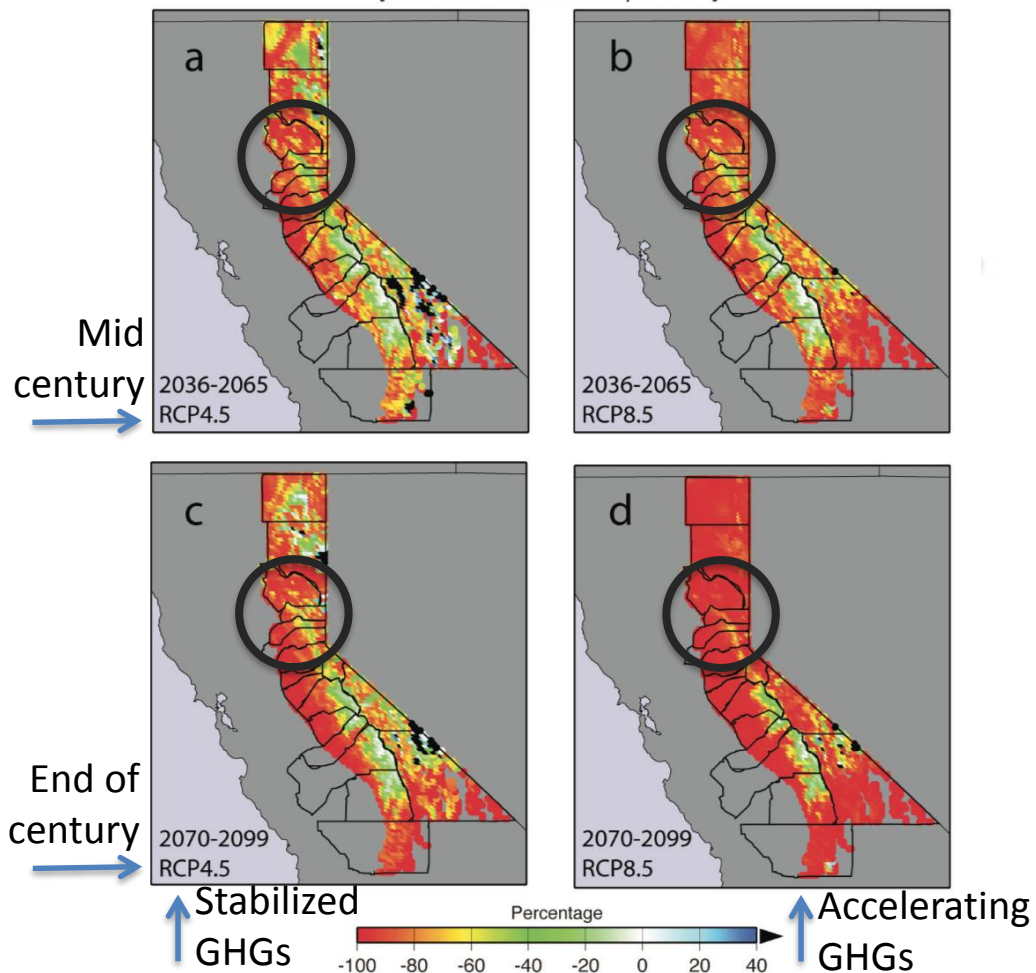 a
b
Mid
century
2036-2065
RCP4.5
2036-2065
RCP8.5
c
d
End of
century
2070-2099
RCP4.5
2070-2099
RCP8.5
Stabilized
GHGs
Percentage
-100 -80 -60 -40 -20 0 20 40
Accelerating
GHGs